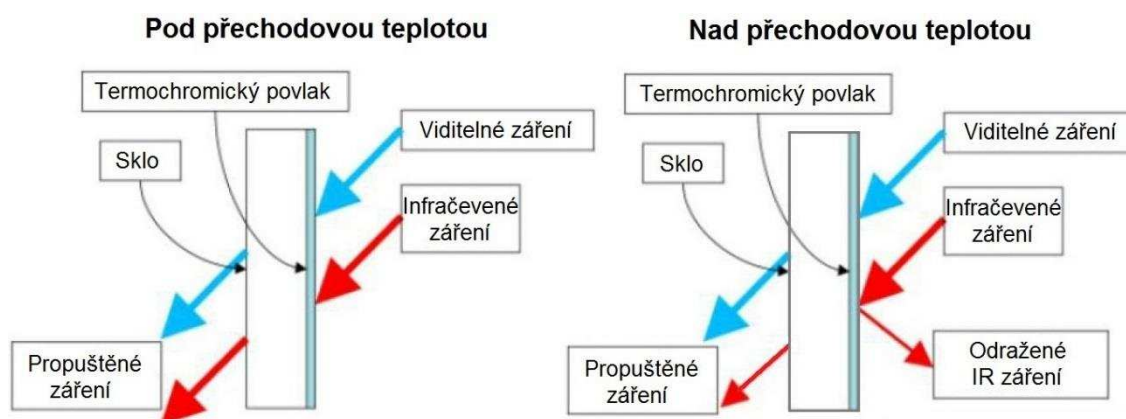 Pod přechodovou teplotou
Termochromický povlak
Viditelné záření
Sklo
Infračevené
záření
Propuštěné
záření
Nad přechodovou teplotou
Termochromický povlak
Viditelné záření
Sklo
Infračevené
záření
Propuštěné
záření
Odražené
IR záření